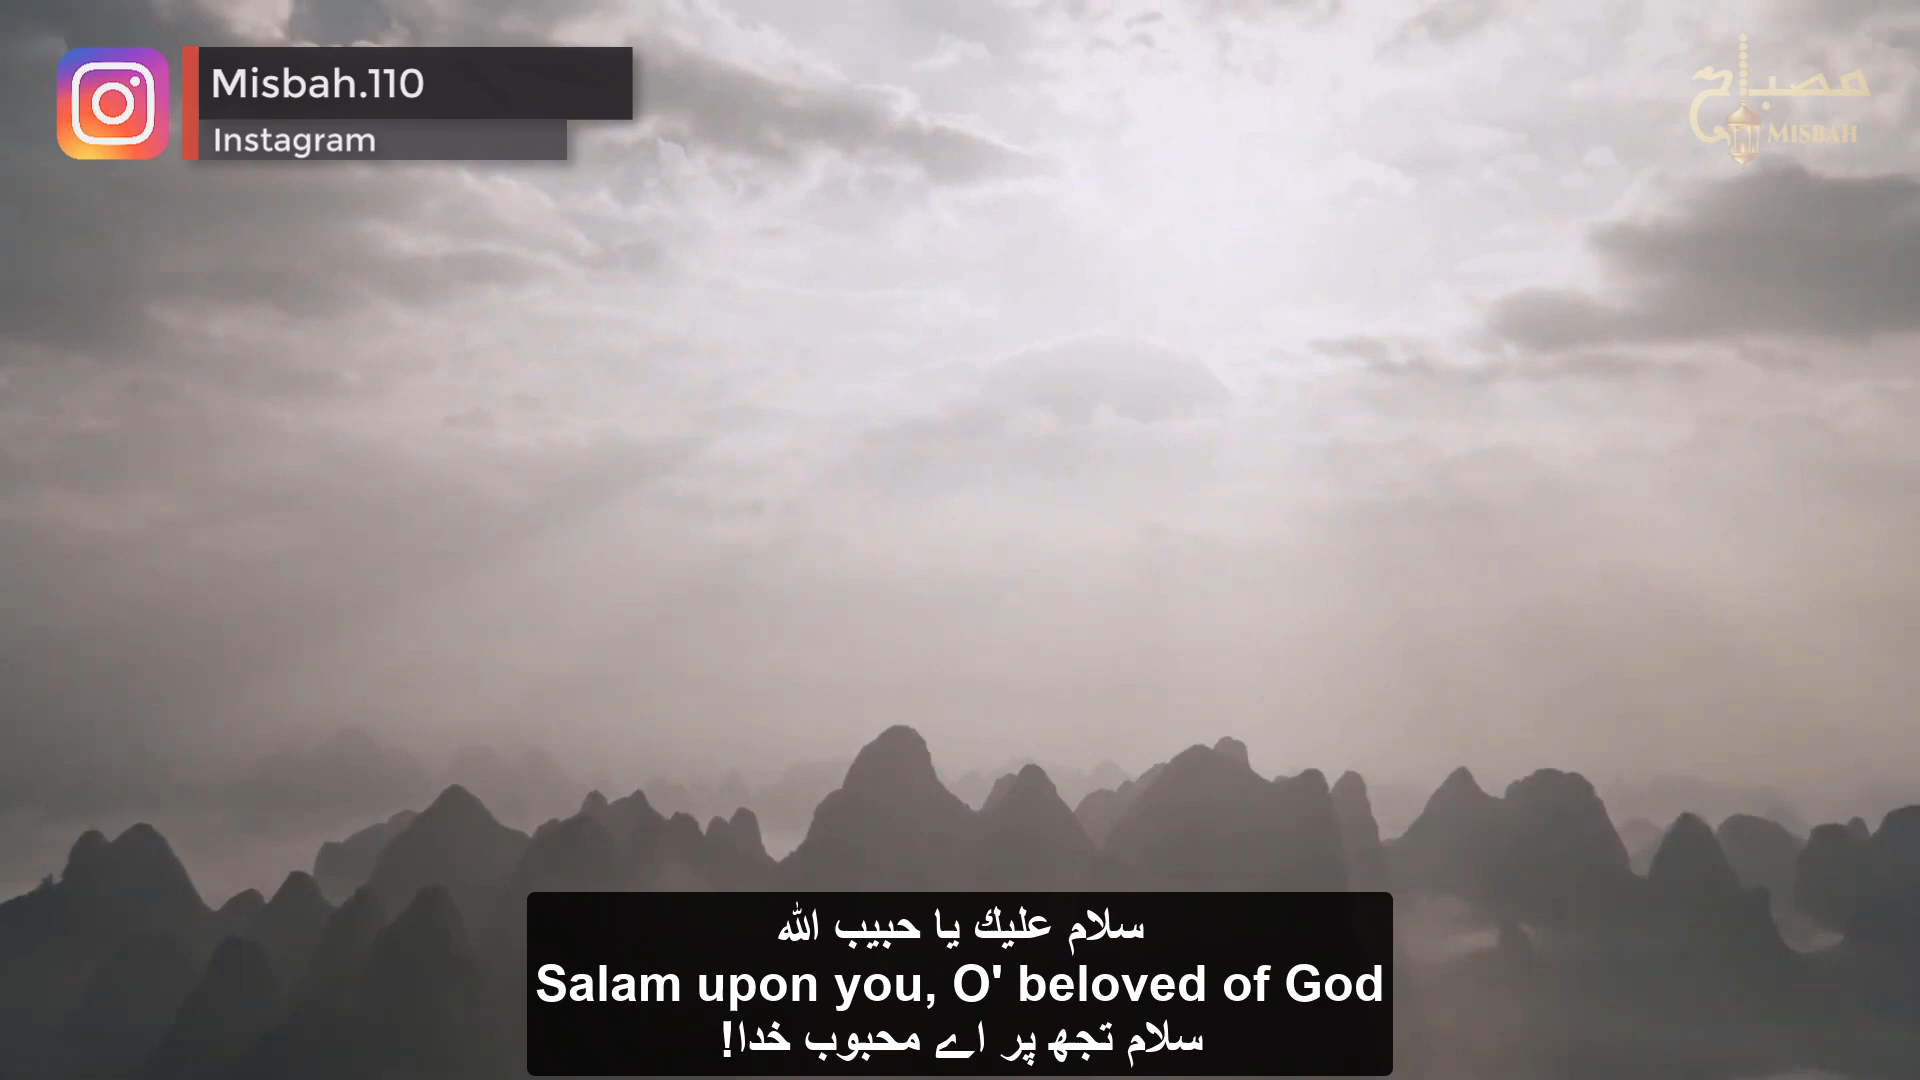 Misbah.110
Instagram
مصباح
MISBAH
سلام عليك يا حبيب الله
Salam upon you, O' beloved of God
سلام تجھ پر اے محبوب خدا!